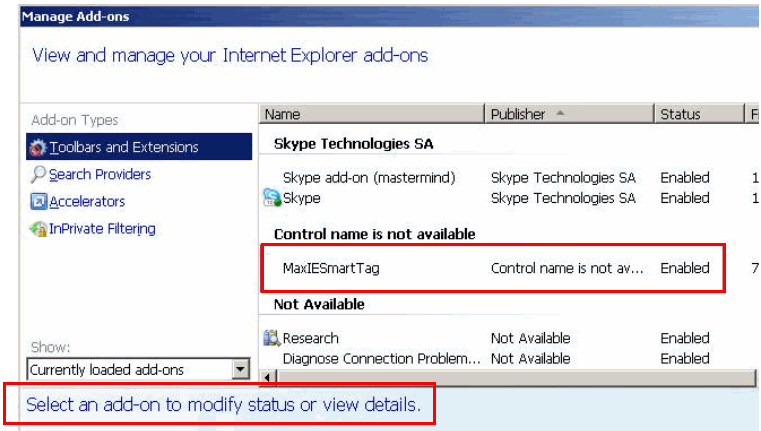 Manage Add-ons
View and manage your Internet Explorer add-ons
Add-on Types
Toolbars and Extensions
Search Providers
Accelerators
InPrivate Filtering
Show:
Currently loaded add-ons
Name Publisher Status
Skype Technologies SA
Skype add-on (mastermind) Skype Technologies SA Enabled 1
Skype Skype Technologies SA Enabled 1
Control name is not available
MaxIESmartTag Control name is not av... Enabled 7
Not Available
Research Not Available Enabled
Diagnose Connection Problem... Not Available Enabled
Select an add-on to modify status or view details.